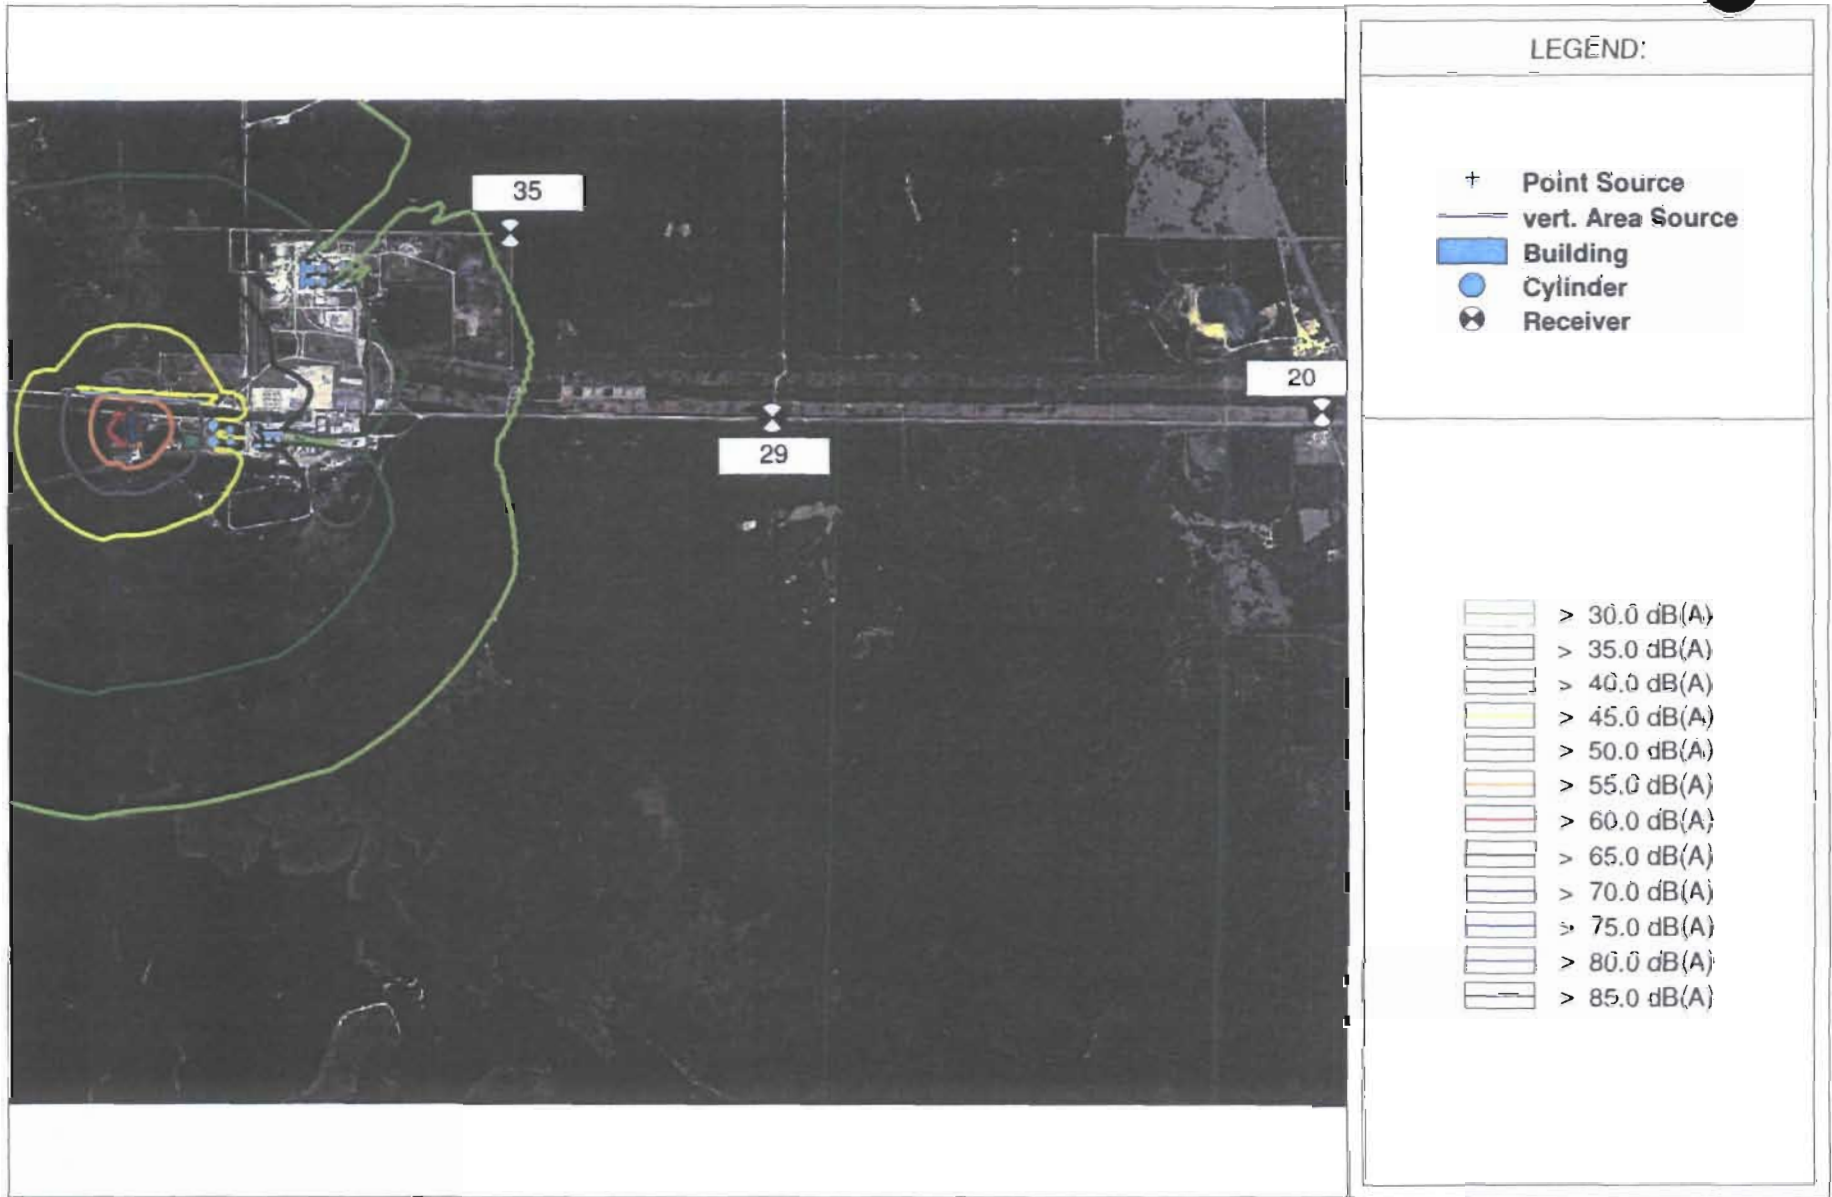 35
20
29
LEGEND:
Point Source
vert. Area Source
Building
Cylinder
Receiver
> 30.0 dB(A)
> 35.0 dB(A)
> 40.0 dB(A)
> 45.0 dB(A)
> 50.0 dB(A)
> 55.0 dB(A)
> 60.0 dB(A)
> 65.0 dB(A)
> 70.0 dB(A)
> 75.0 dB(A)
> 80.0 dB(A)
> 85.0 dB(A)